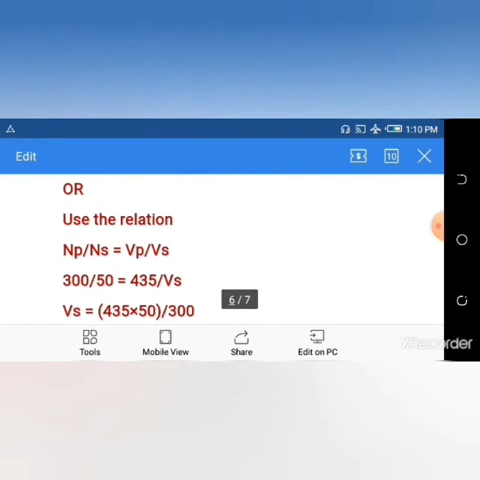 1:10 PM
Edit
10
OR
Use the relation
Np/Ns = Vp/Vs
300/50 = 435/Vs
6 / 7
Vs = (435×50)/300
Tools
Mobile View
Share
Edit on PC
XRecorder